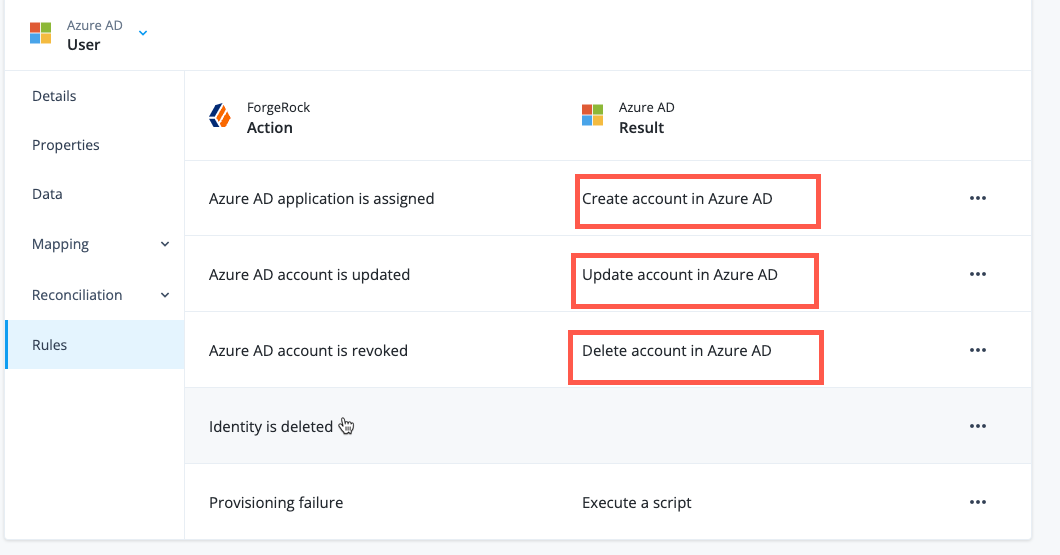 Azure AD
User
Details
Properties
Data
Mapping
Reconciliation
Rules
ForgeRock
Action
Azure AD
Result
Azure AD application is assigned
Create account in Azure AD
Azure AD account is updated
Update account in Azure AD
Azure AD account is revoked
Delete account in Azure AD
Identity is deleted
Provisioning failure
Execute a script